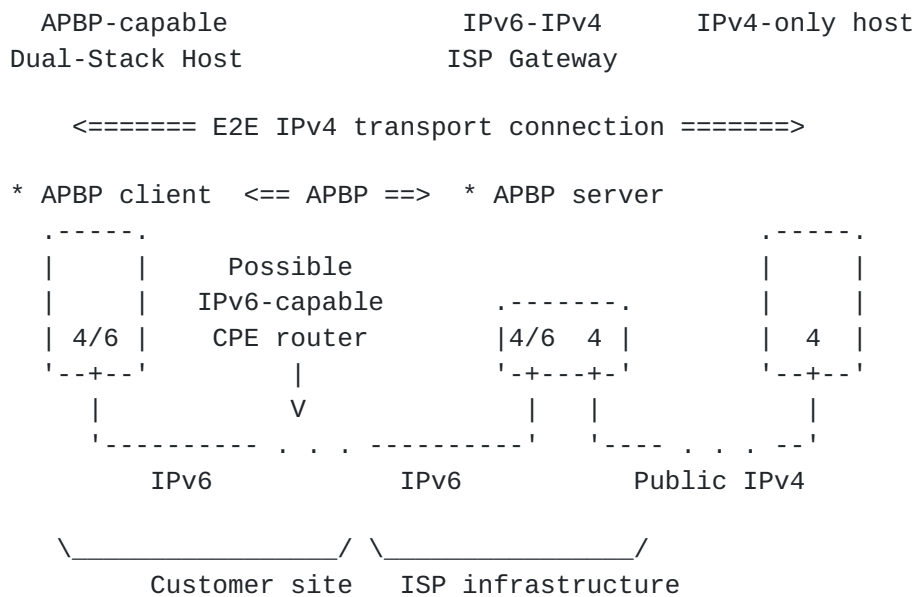 APBP-capable IPv6-IPv4 IPv4-only host
Dual-Stack Host ISP Gateway
<======= E2E IPv4 transport connection =======>
* APBP client <== APBP ==> * APBP server
Possible
IPv6-capable
4/6 CPE router 4/6 4 4
V
. . . . . .
IPv6 IPv6 Public IPv4
Customer site ISP infrastructure